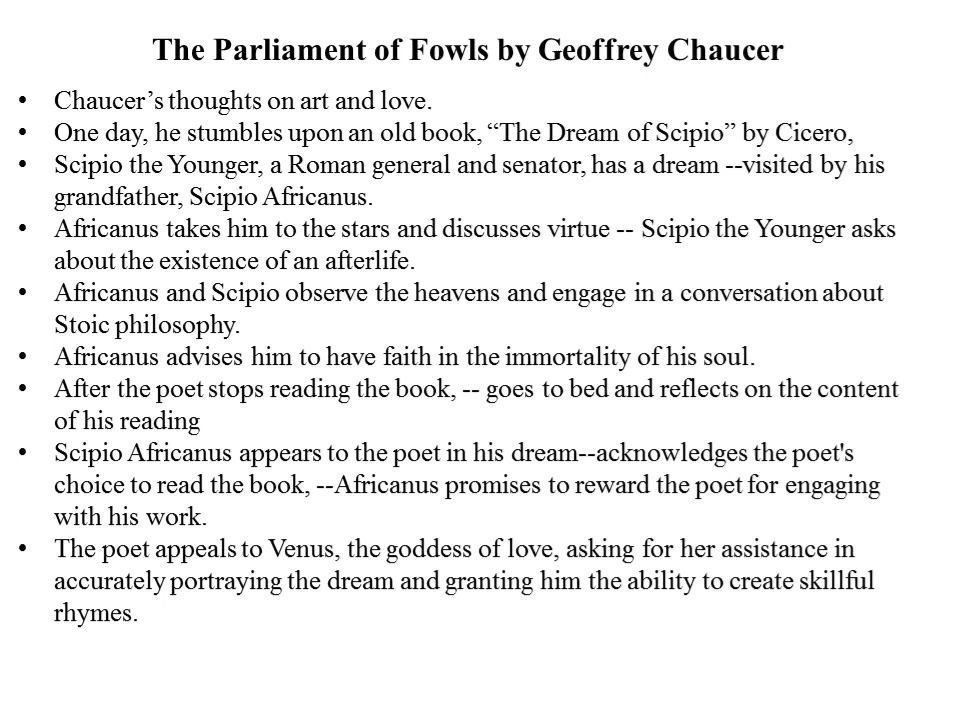 The Parliament of Fowls by Geoffrey Chaucer
• Chaucer’s thoughts on art and love.
• One day, he stumbles upon an old book, “The Dream of Scipio” by Cicero,
• Scipio the Younger, a Roman general and senator, has a dream --visited by his
grandfather, Scipio Africanus.
• Africanus takes him to the stars and discusses virtue -- Scipio the Younger asks
about the existence of an afterlife.
• Africanus and Scipio observe the heavens and engage in a conversation about
Stoic philosophy.
• Africanus advises him to have faith in the immortality of his soul.
• After the poet stops reading the book, -- goes to bed and reflects on the content
of his reading
• Scipio Africanus appears to the poet in his dream--acknowledges the poet's
choice to read the book, --Africanus promises to reward the poet for engaging
with his work.
• The poet appeals to Venus, the goddess of love, asking for her assistance in
accurately portraying the dream and granting him the ability to create skillful
rhymes.